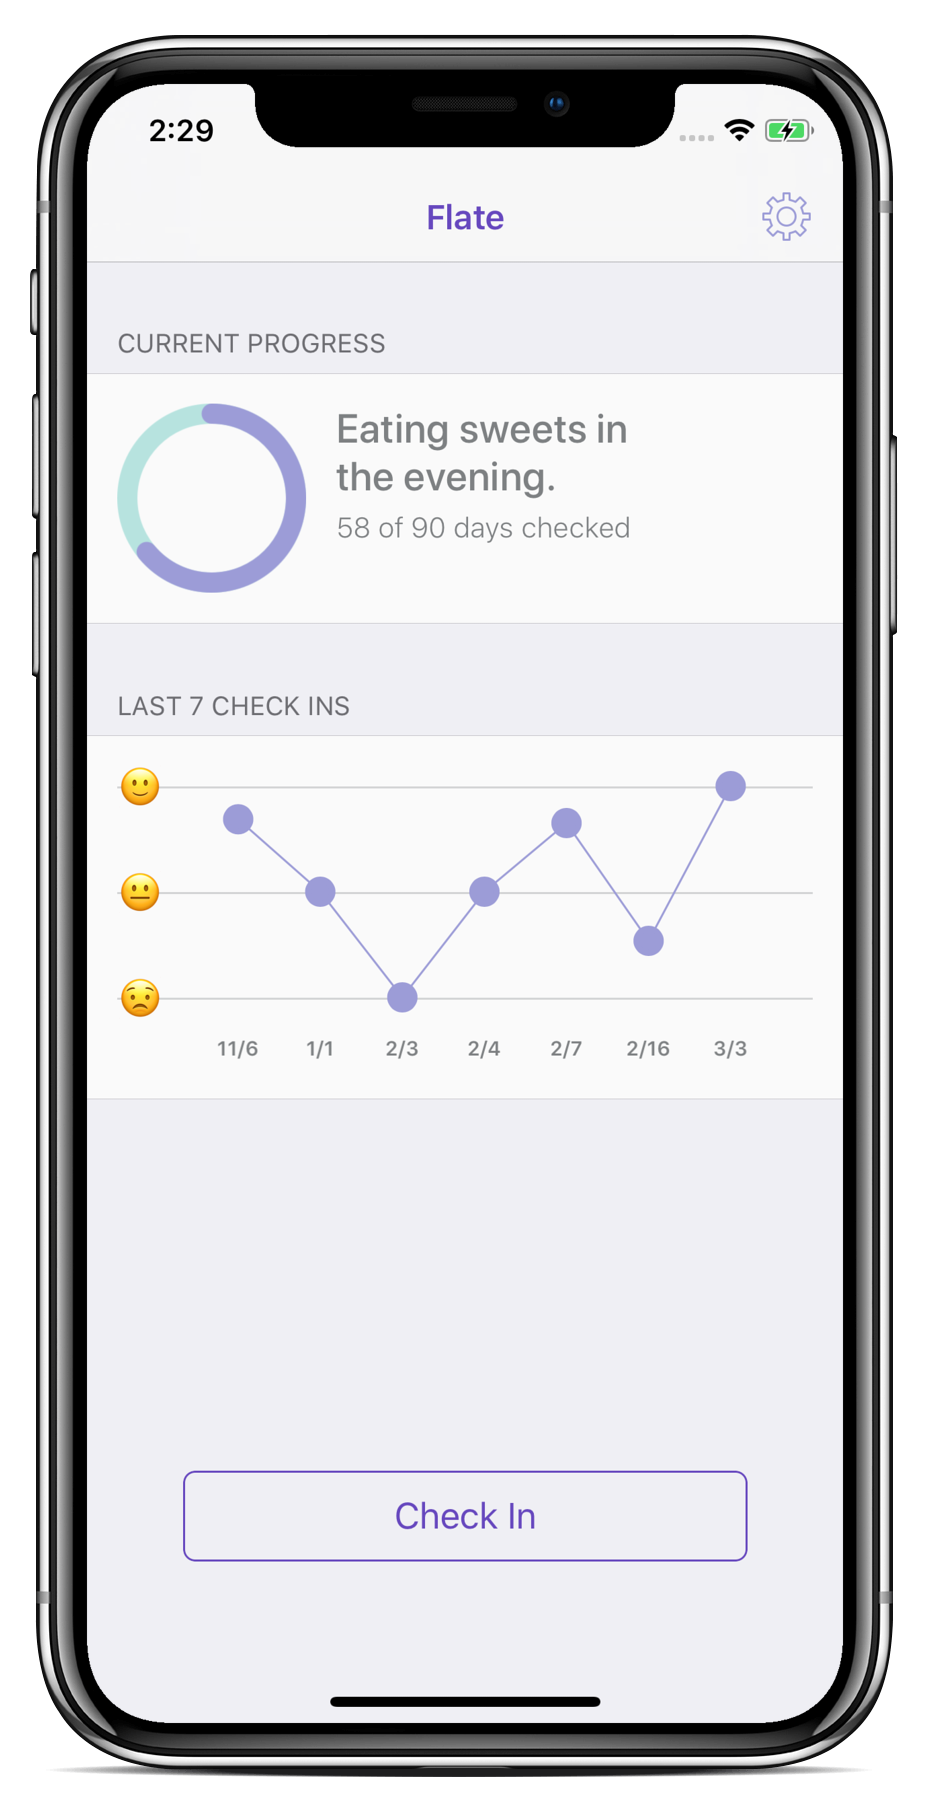 2:29
Flate
CURRENT PROGRESS
Eating sweets in
the evening.
58 of 90 days checked
LAST 7 CHECK INS
11/6 1/1 2/3 2/4 2/7 2/16 3/3
Check In